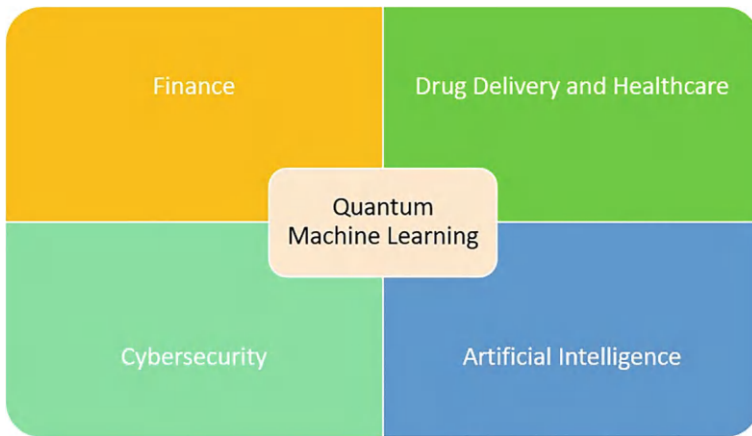 Finance
Drug Delivery and Healthcare
Quantum
Machine Learning
Cybersecurity
Artificial Intelligence